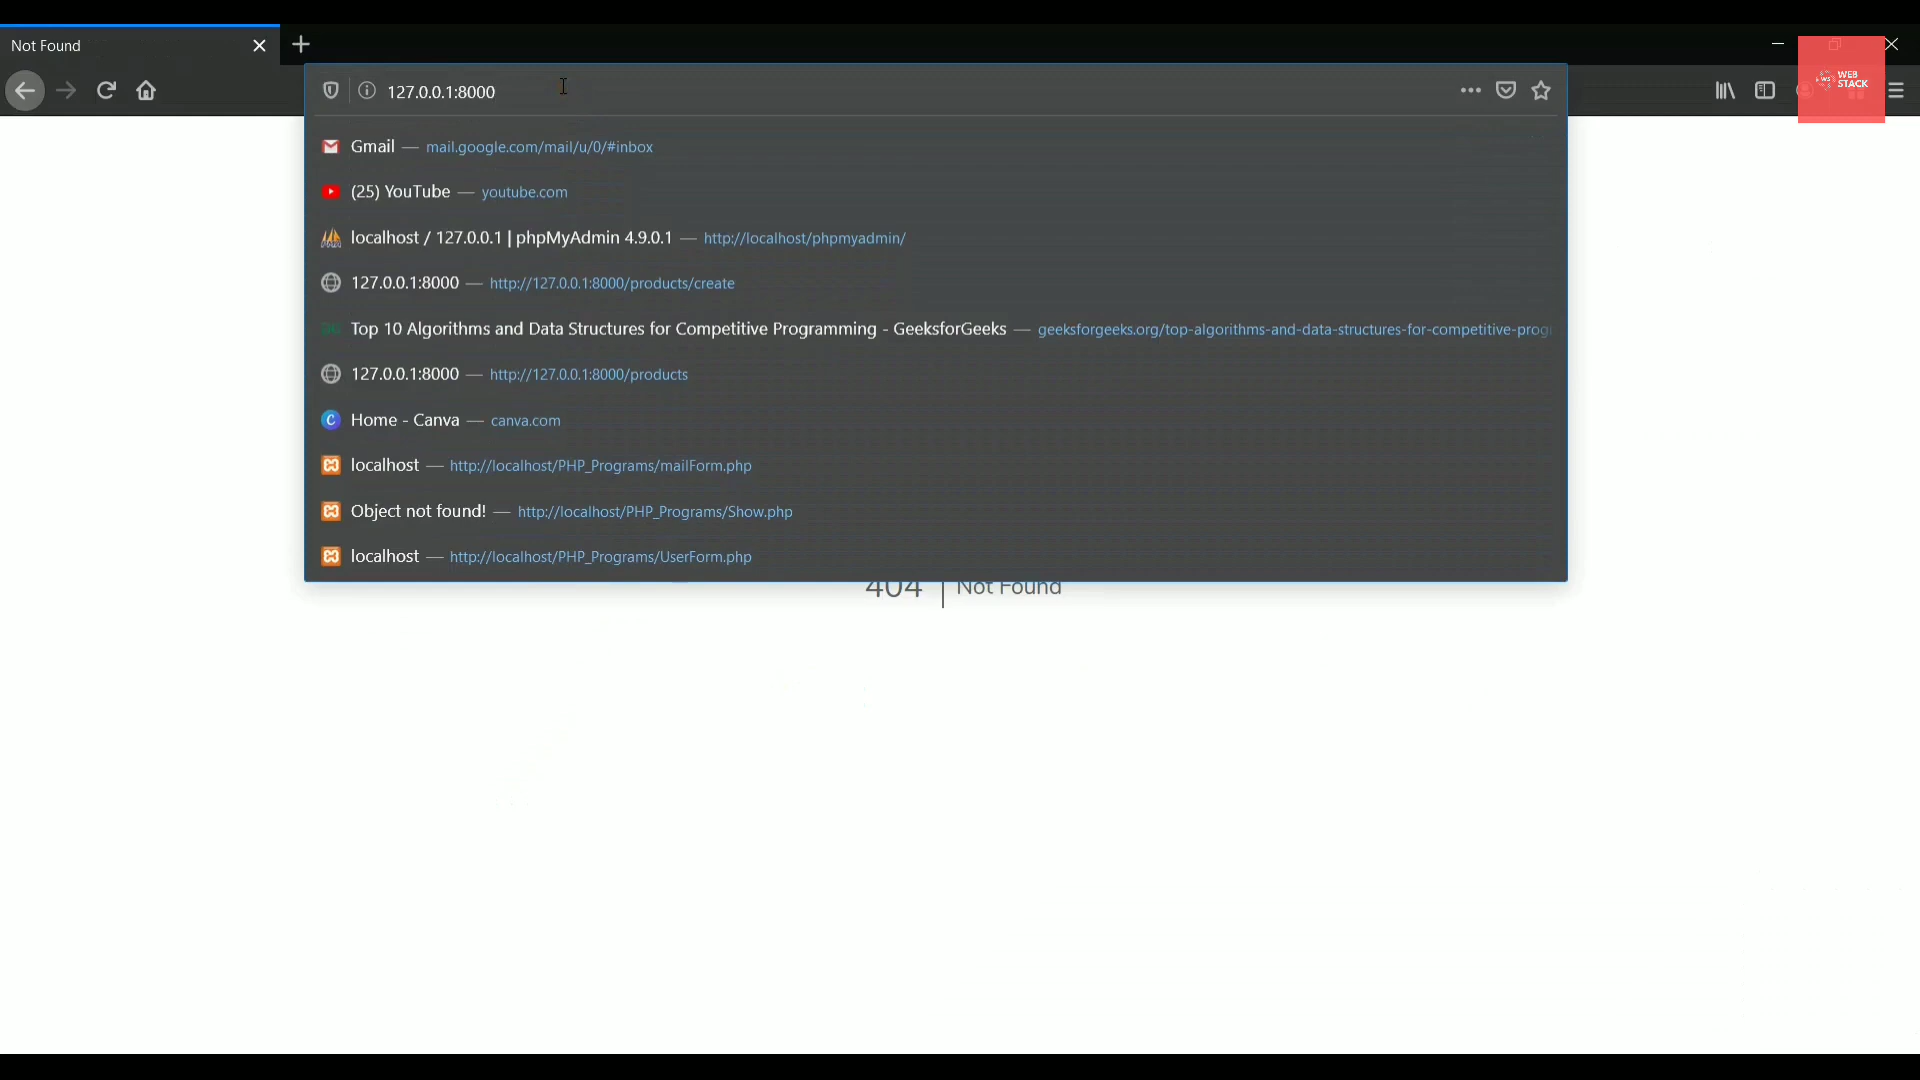 Not Found
WS WEB STACK
127.0.0.1:8000
Gmail — mail.google.com/mail/u/0/#inbox
(25) YouTube — youtube.com
localhost / 127.0.0.1 | phpMyAdmin 4.9.0.1 — http://localhost/phpmyadmin/
127.0.0.1:8000 — http://127.0.0.1:8000/products/create
Top 10 Algorithms and Data Structures for Competitive Programming - GeeksforGeeks — geeksforgeeks.org/top-algorithms-and-data-structures-for-competitive-prog
127.0.0.1:8000 — http://127.0.0.1:8000/products
Home - Canva — canva.com
localhost — http://localhost/PHP_Programs/mailForm.php
Object not found! — http://localhost/PHP_Programs/Show.php
localhost — http://localhost/PHP_Programs/UserForm.php
404 | Not Found